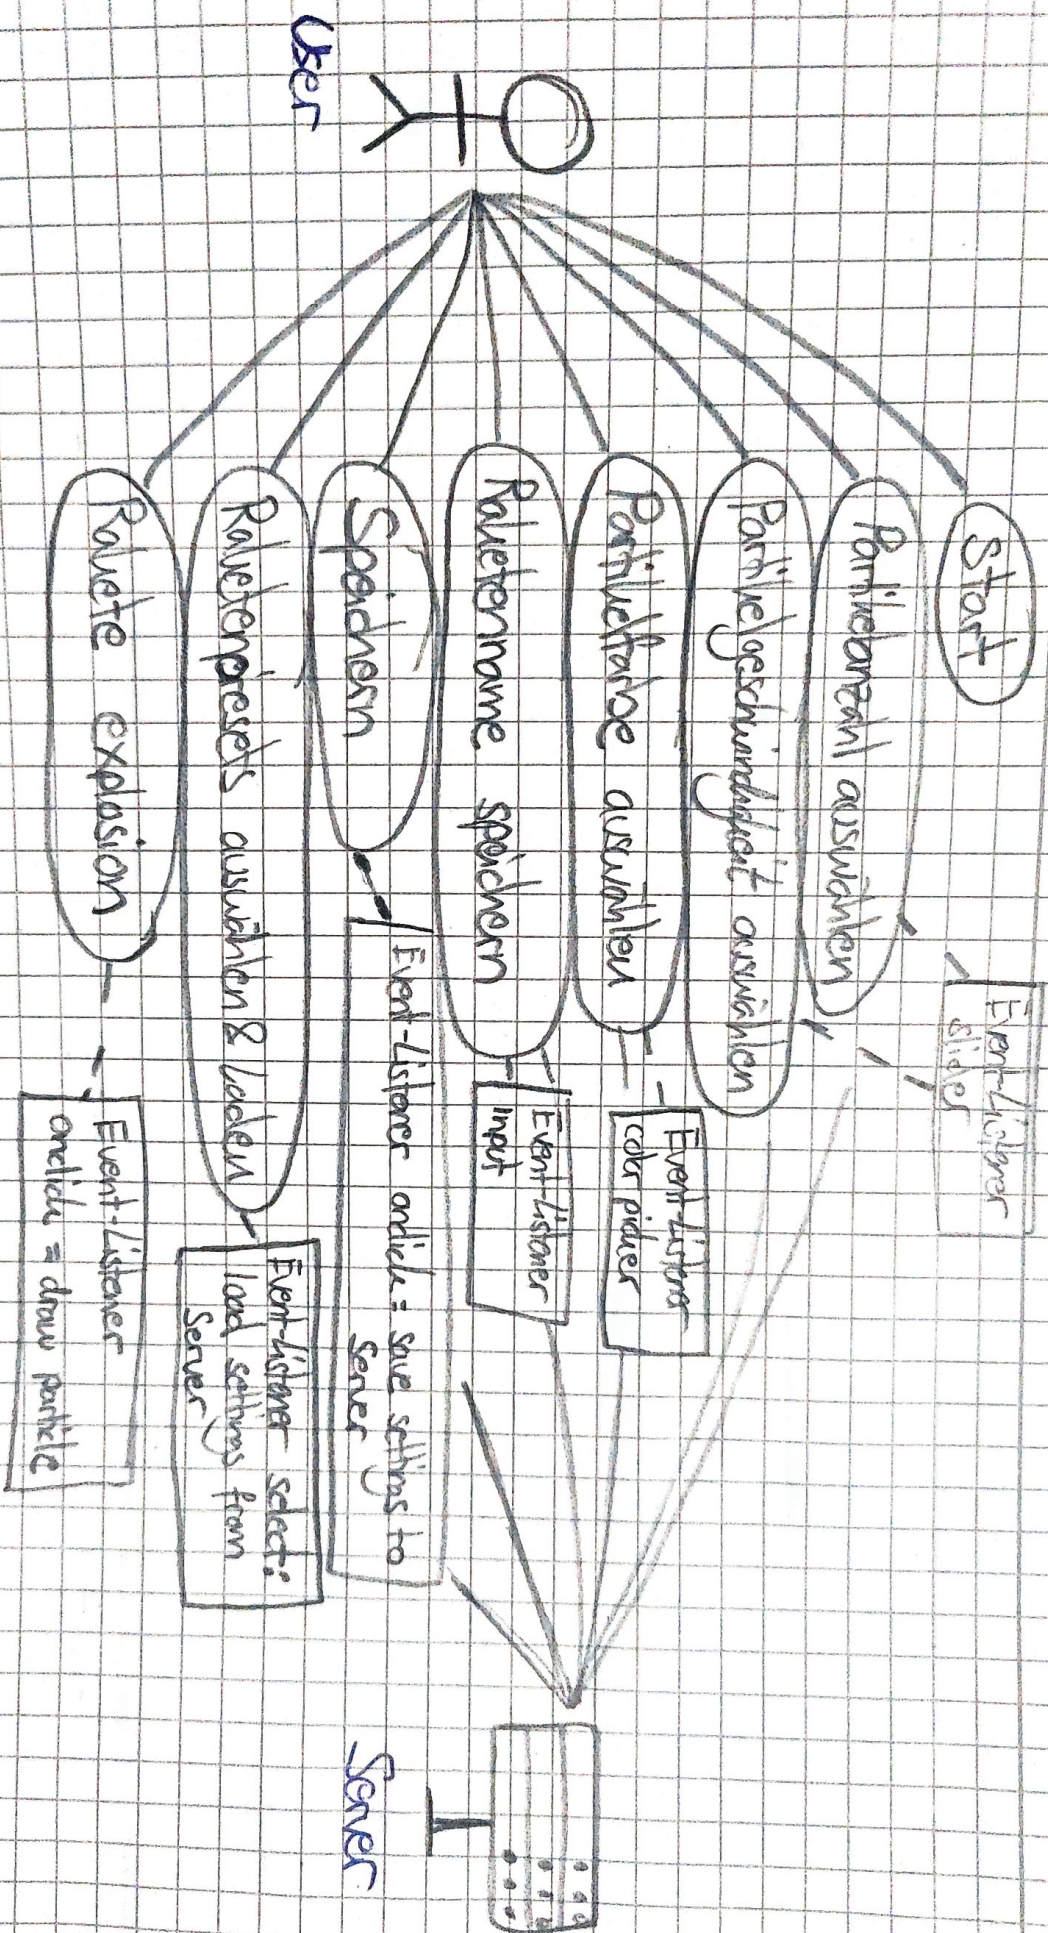 User
Start
Partikelanzahl auswählen
Partikelgeschwindigkeit auswählen
Partikelfarbe auswählen
Raketenname speichern
Speichern
Raketenpresets auswählen & laden
Rakete explosion
Event-Listener
slider
Event-Listener
color picker
Event-Listener
input
Event-Listener onclick = save settings to
Server
Event-Listener select:
load settings from
Server
Event-Listener
onclick = draw particle
Server